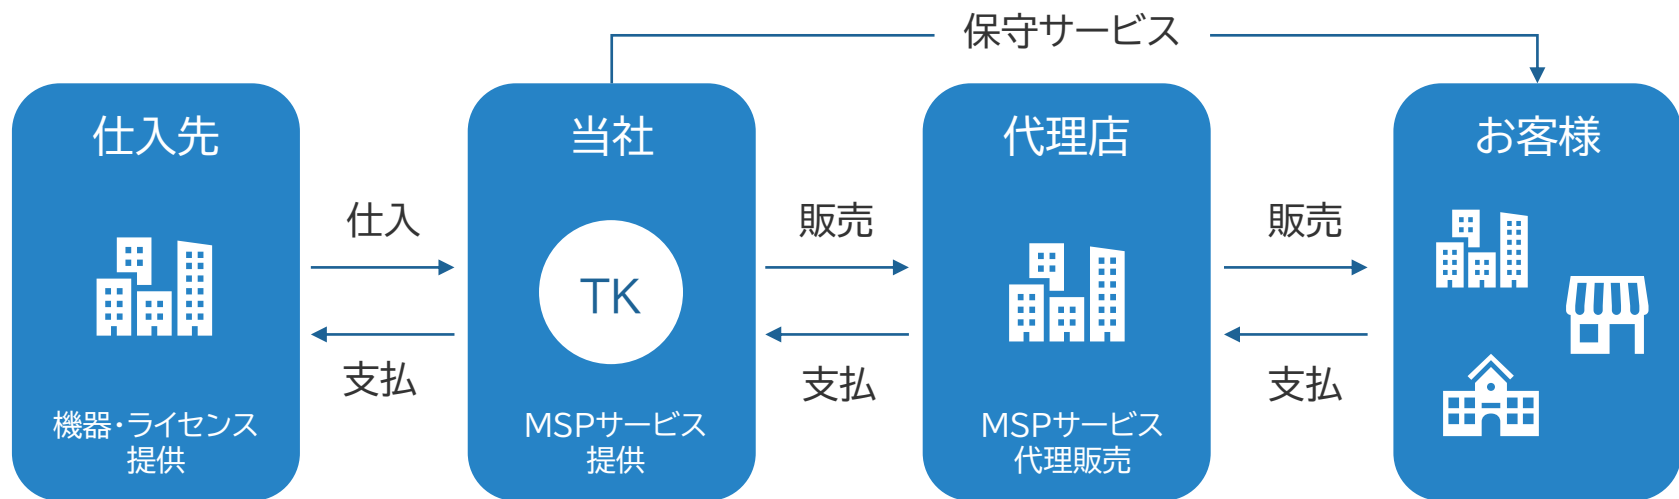 保守サービス
仕入先
当社
代理店
お客様
仕入
販売
販売
TK
支払
支払
支払
機器・ライセンス
提供
MSPサービス
提供
MSPサービス
代理販売